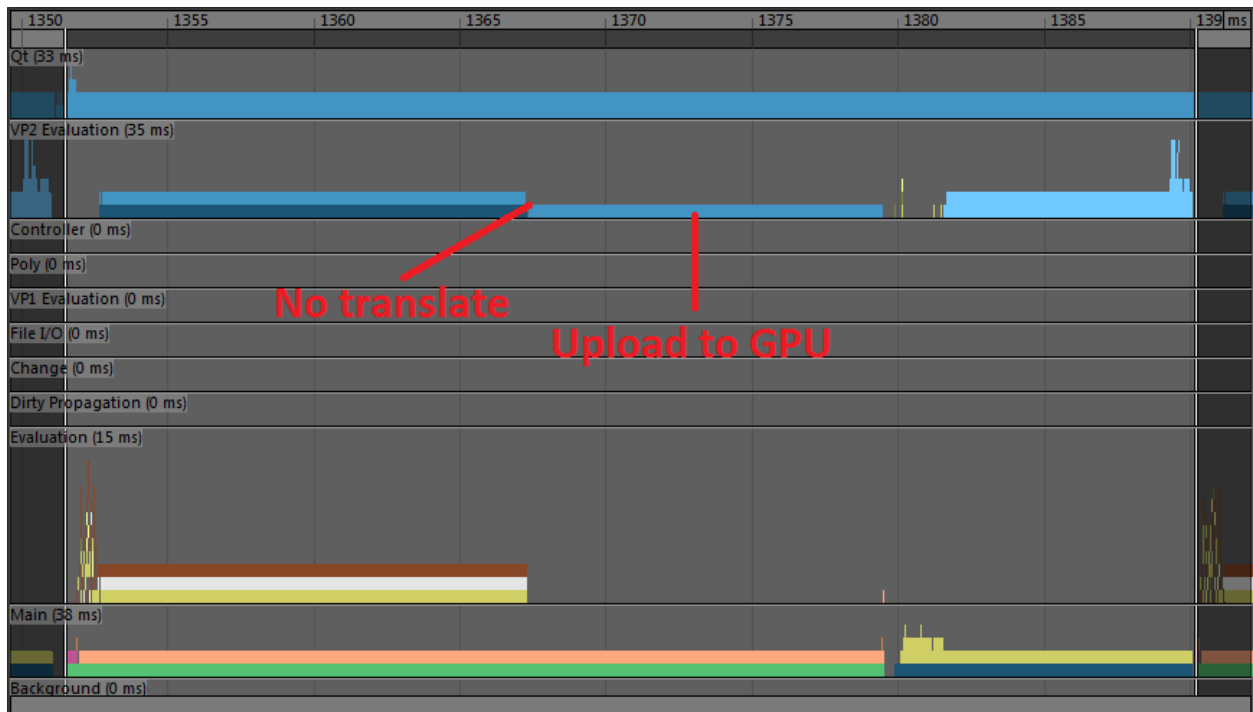 1350 1355 1360 1365 1370 1375 1380 1385 139 ms
Qt (33 ms)
VP2 Evaluation (35 ms)
Controller (0 ms)
Poly (0 ms)
No translate
VP1 Evaluation (0 ms)
File I/O (0 ms)
Upload to GPU
Change (0 ms)
Dirty Propagation (0 ms)
Evaluation (15 ms)
Main (38 ms)
Background (0 ms)